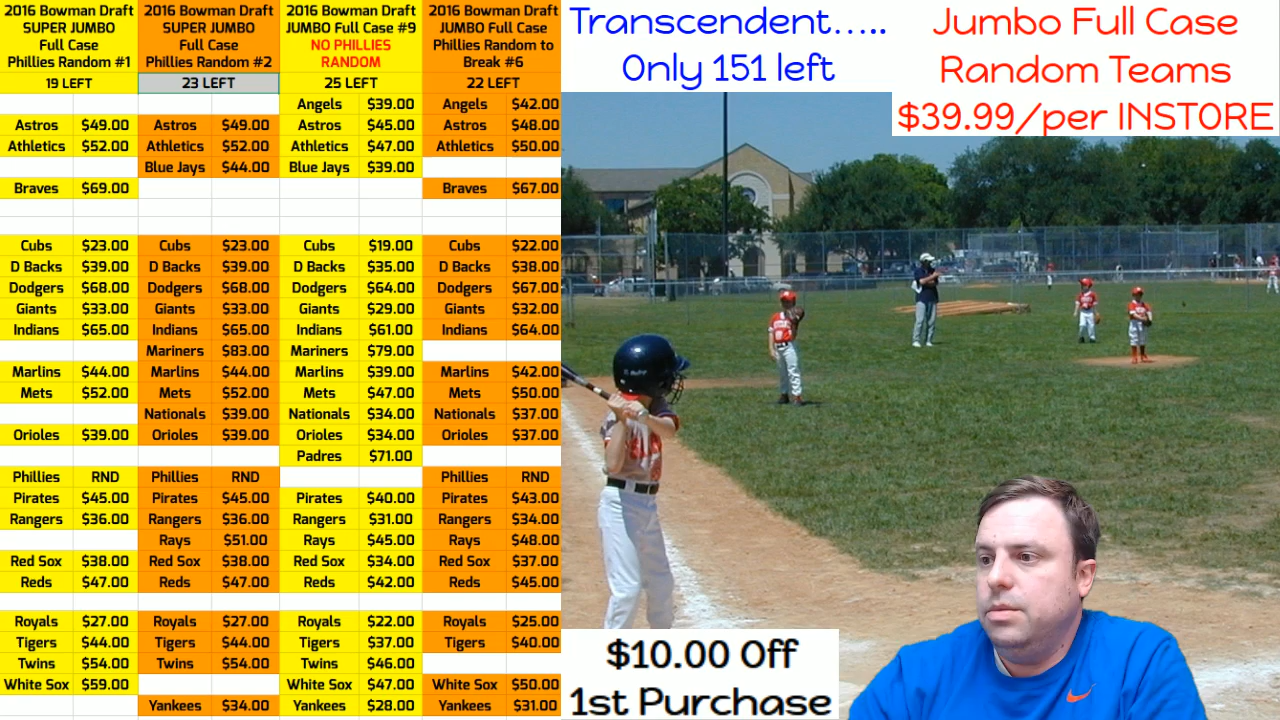 2016 Bowman Draft
SUPER JUMBO
Full Case
Phillies Random #1
19 LEFT
Astros $49.00
Athletics $52.00
Braves $69.00
Cubs $23.00
D Backs $39.00
Dodgers $68.00
Giants $33.00
Indians $65.00
Marlins $44.00
Mets $52.00
Orioles $39.00
Phillies RND
Pirates $45.00
Rangers $36.00
Red Sox $38.00
Reds $47.00
Royals $27.00
Tigers $44.00
Twins $54.00
White Sox $59.00
2016 Bowman Draft
SUPER JUMBO
Full Case
Phillies Random #2
23 LEFT
Astros $49.00
Athletics $52.00
Blue Jays $44.00
Cubs $23.00
D Backs $39.00
Dodgers $68.00
Giants $33.00
Indians $65.00
Mariners $83.00
Marlins $44.00
Mets $52.00
Nationals $39.00
Orioles $39.00
Phillies RND
Pirates $45.00
Rangers $36.00
Rays $51.00
Red Sox $38.00
Reds $47.00
Royals $27.00
Tigers $44.00
Twins $54.00
Yankees $34.00
2016 Bowman Draft
JUMBO Full Case #9
NO PHILLIES
RANDOM
25 LEFT
Angels $39.00
Astros $45.00
Athletics $47.00
Blue Jays $39.00
Cubs $19.00
D Backs $35.00
Dodgers $64.00
Giants $29.00
Indians $61.00
Mariners $79.00
Marlins $39.00
Mets $47.00
Nationals $34.00
Orioles $34.00
Padres $71.00
Pirates $40.00
Rangers $31.00
Rays $45.00
Red Sox $34.00
Reds $42.00
Royals $22.00
Tigers $37.00
Twins $46.00
White Sox $47.00
Yankees $28.00
2016 Bowman Draft
JUMBO Full Case
Phillies Random to
Break #6
22 LEFT
Angels $42.00
Astros $48.00
Athletics $50.00
Braves $67.00
Cubs $22.00
D Backs $38.00
Dodgers $67.00
Giants $32.00
Indians $64.00
Marlins $42.00
Mets $50.00
Nationals $37.00
Orioles $37.00
Phillies RND
Pirates $43.00
Rangers $34.00
Rays $48.00
Red Sox $37.00
Reds $45.00
Royals $25.00
Tigers $40.00
White Sox $50.00
Yankees $31.00
Transcendent.....
Only 151 left
Jumbo Full Case
Random Teams
$39.99/per INSTORE
$10.00 Off
1st Purchase